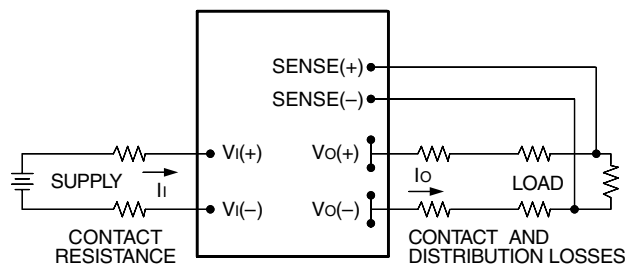 SENSE(+)
SENSE(–)
VI(+)
VO(+)
SUPPLY
II
IO
LOAD
VI(–)
VO(–)
CONTACT
RESISTANCE
CONTACT AND
DISTRIBUTION LOSSES